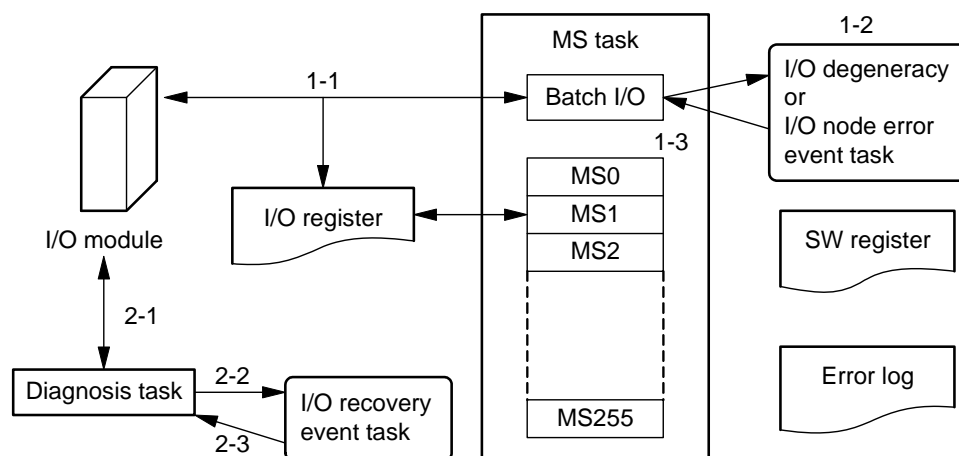 MS task
1-2
1-1
Batch I/O
I/O degeneracy
or
I/O node error
event task
1-3
MS0
I/O register
MS1
SW register
I/O module
MS2
2-1
Diagnosis task
2-2
Error log
I/O recovery
event task
2-3
MS255